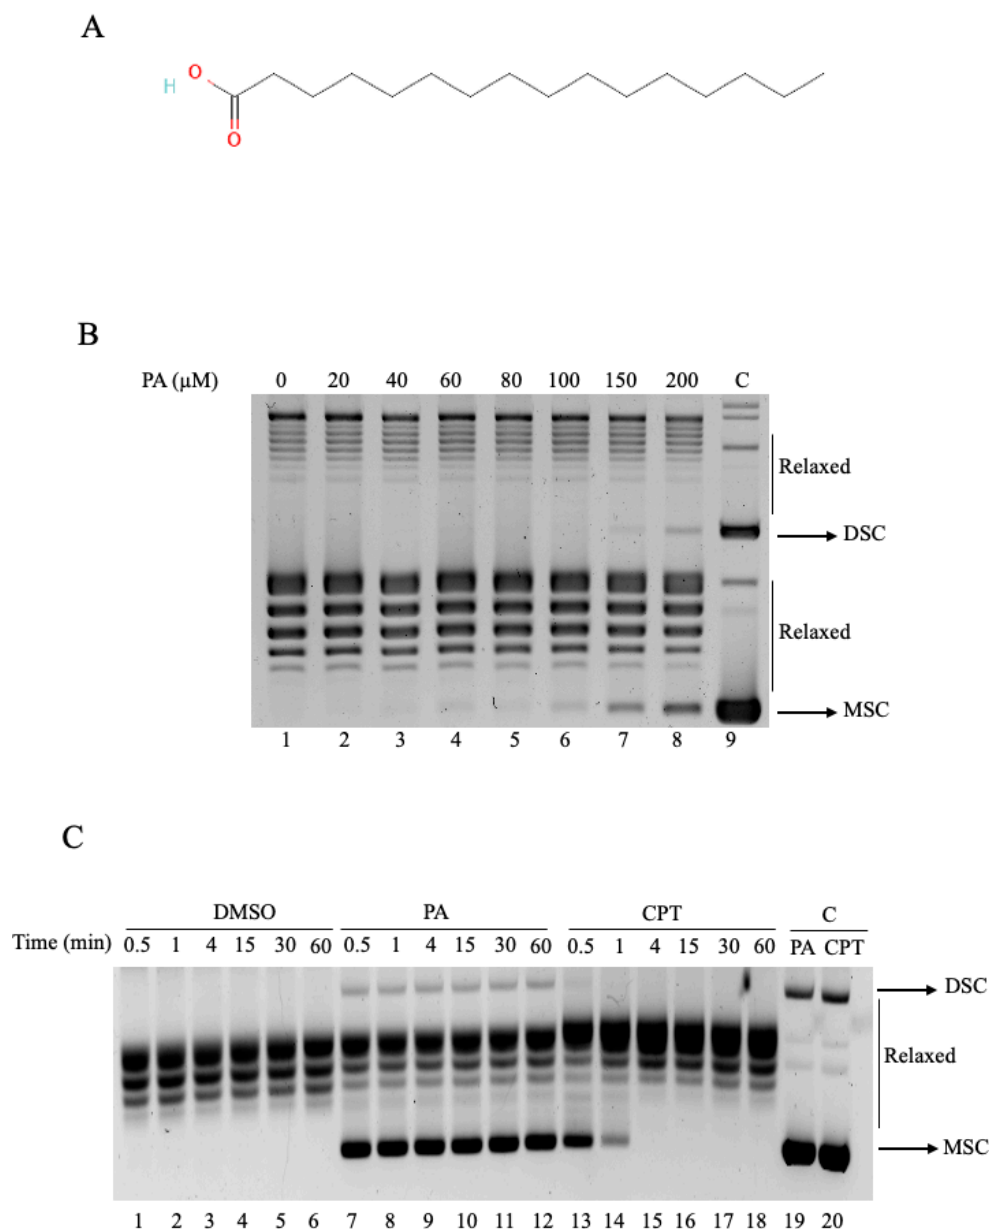 A
H
O
O
B
PA (µM) 0 20 40 60 80 100 150 200 C
Relaxed
DSC
Relaxed
MSC
1 2 3 4 5 6 7 8 9
C
DMSO PA CPT C
Time (min) 0.5 1 4 15 30 60 0.5 1 4 15 30 60 0.5 1 4 15 30 60 PA CPT
DSC
Relaxed
MSC
1 2 3 4 5 6 7 8 9 10 11 12 13 14 15 16 17 18 19 20